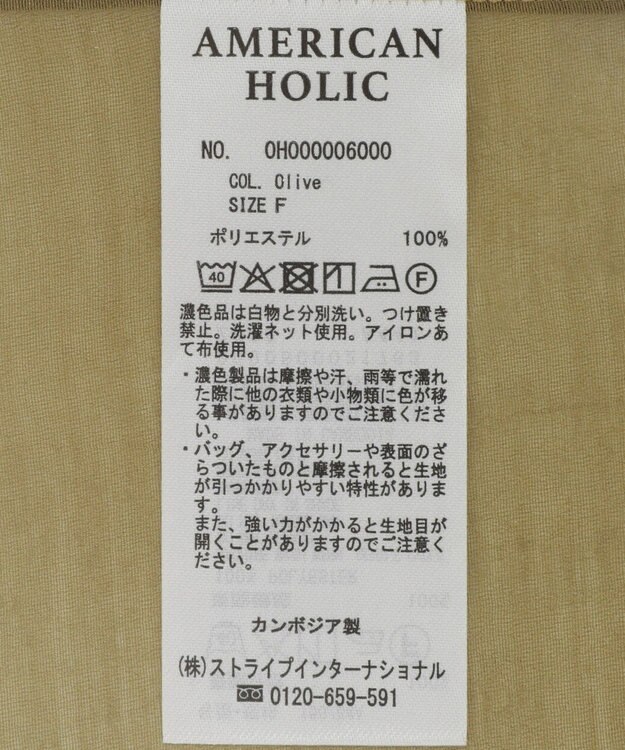 AMERICAN
HOLIC
NO. OH000006000
COL. Olive
SIZE F
ポリエステル 100%
40 F
濃色品は白物と分別洗い。つけ置き
禁止。洗濯ネット使用。アイロンあ
て布使用。
・濃色製品は摩擦や汗、雨等で濡れ
た際に他の衣類や小物類に色が移
る事がありますのでご注意くださ
い。
・バッグ、アクセサリーや表面のざ
らついたものと摩擦されると生地
が引っかかりやすい特性がありま
す。
また、強い力がかかると生地目が
開くことがありますのでご注意く
ださい。
カンボジア製
(株)ストライプインターナショナル
0120-659-591